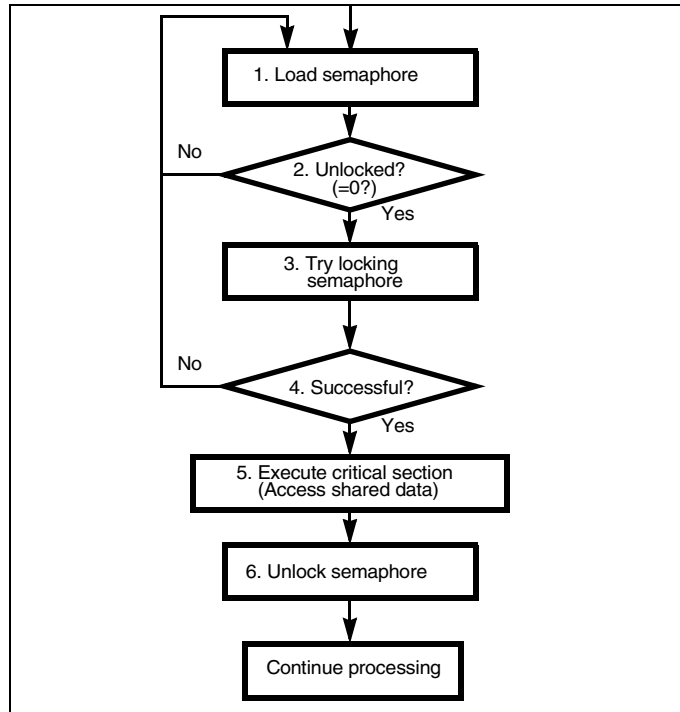 1. Load semaphore
No
2. Unlocked?
(=0?)
Yes
3. Try locking
semaphore
No
4. Successful?
Yes
5. Execute critical section
(Access shared data)
6. Unlock semaphore
Continue processing